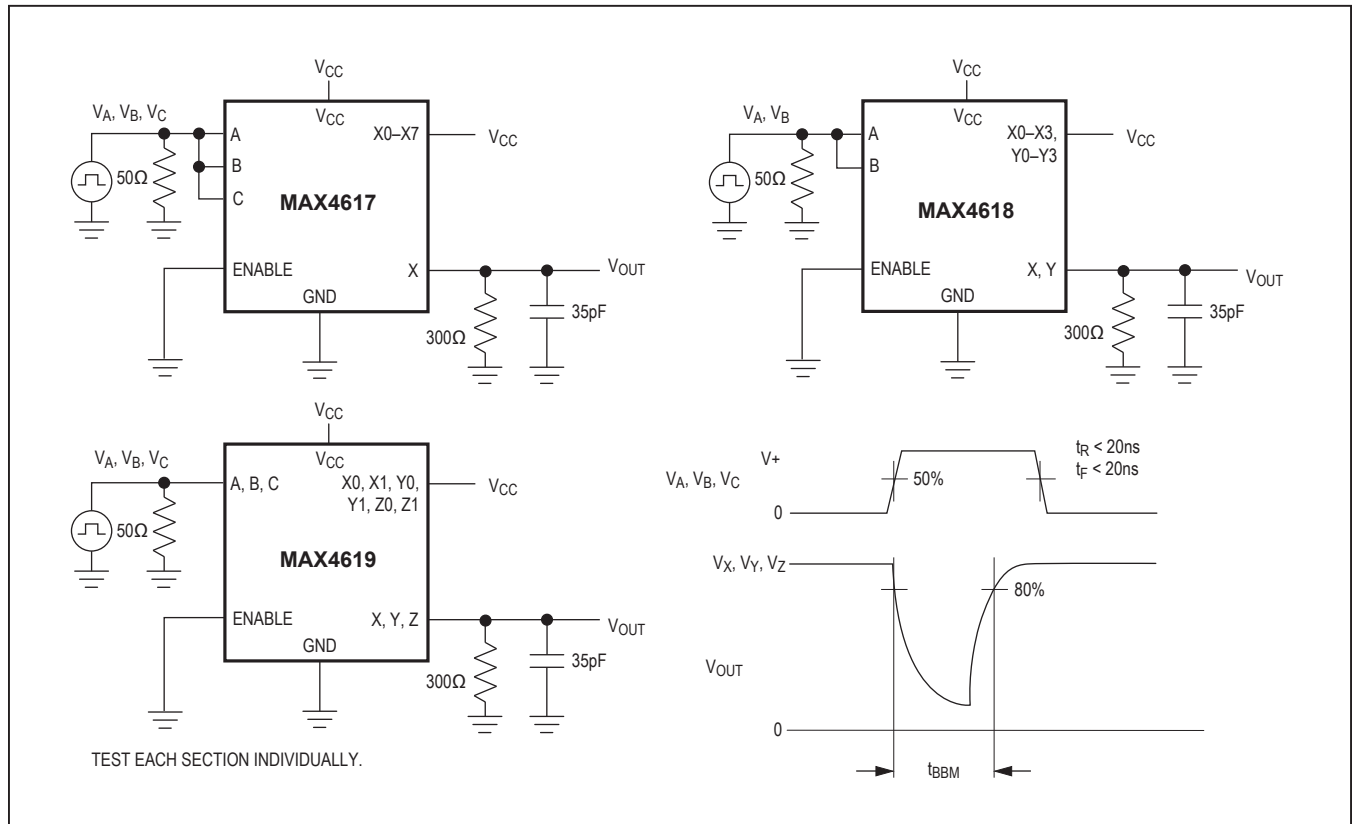 VCC
VA, VB, VC
VCC
A
X0–X7
VCC
50Ω
B
C
MAX4617
ENABLE
X
VOUT
GND
300Ω
35pF
VCC
VA, VB
VCC
A
X0–X3,
Y0–Y3
VCC
50Ω
B
MAX4618
ENABLE
X, Y
VOUT
GND
300Ω
35pF
VCC
VA, VB, VC
VCC
A, B, C
X0, X1, Y0,
Y1, Z0, Z1
VCC
50Ω
MAX4619
ENABLE
X, Y, Z
VOUT
GND
300Ω
35pF
TEST EACH SECTION INDIVIDUALLY.
V+
tR < 20ns
tF < 20ns
VA, VB, VC
50%
0
VX, VY, VZ
80%
VOUT
0
tBBM